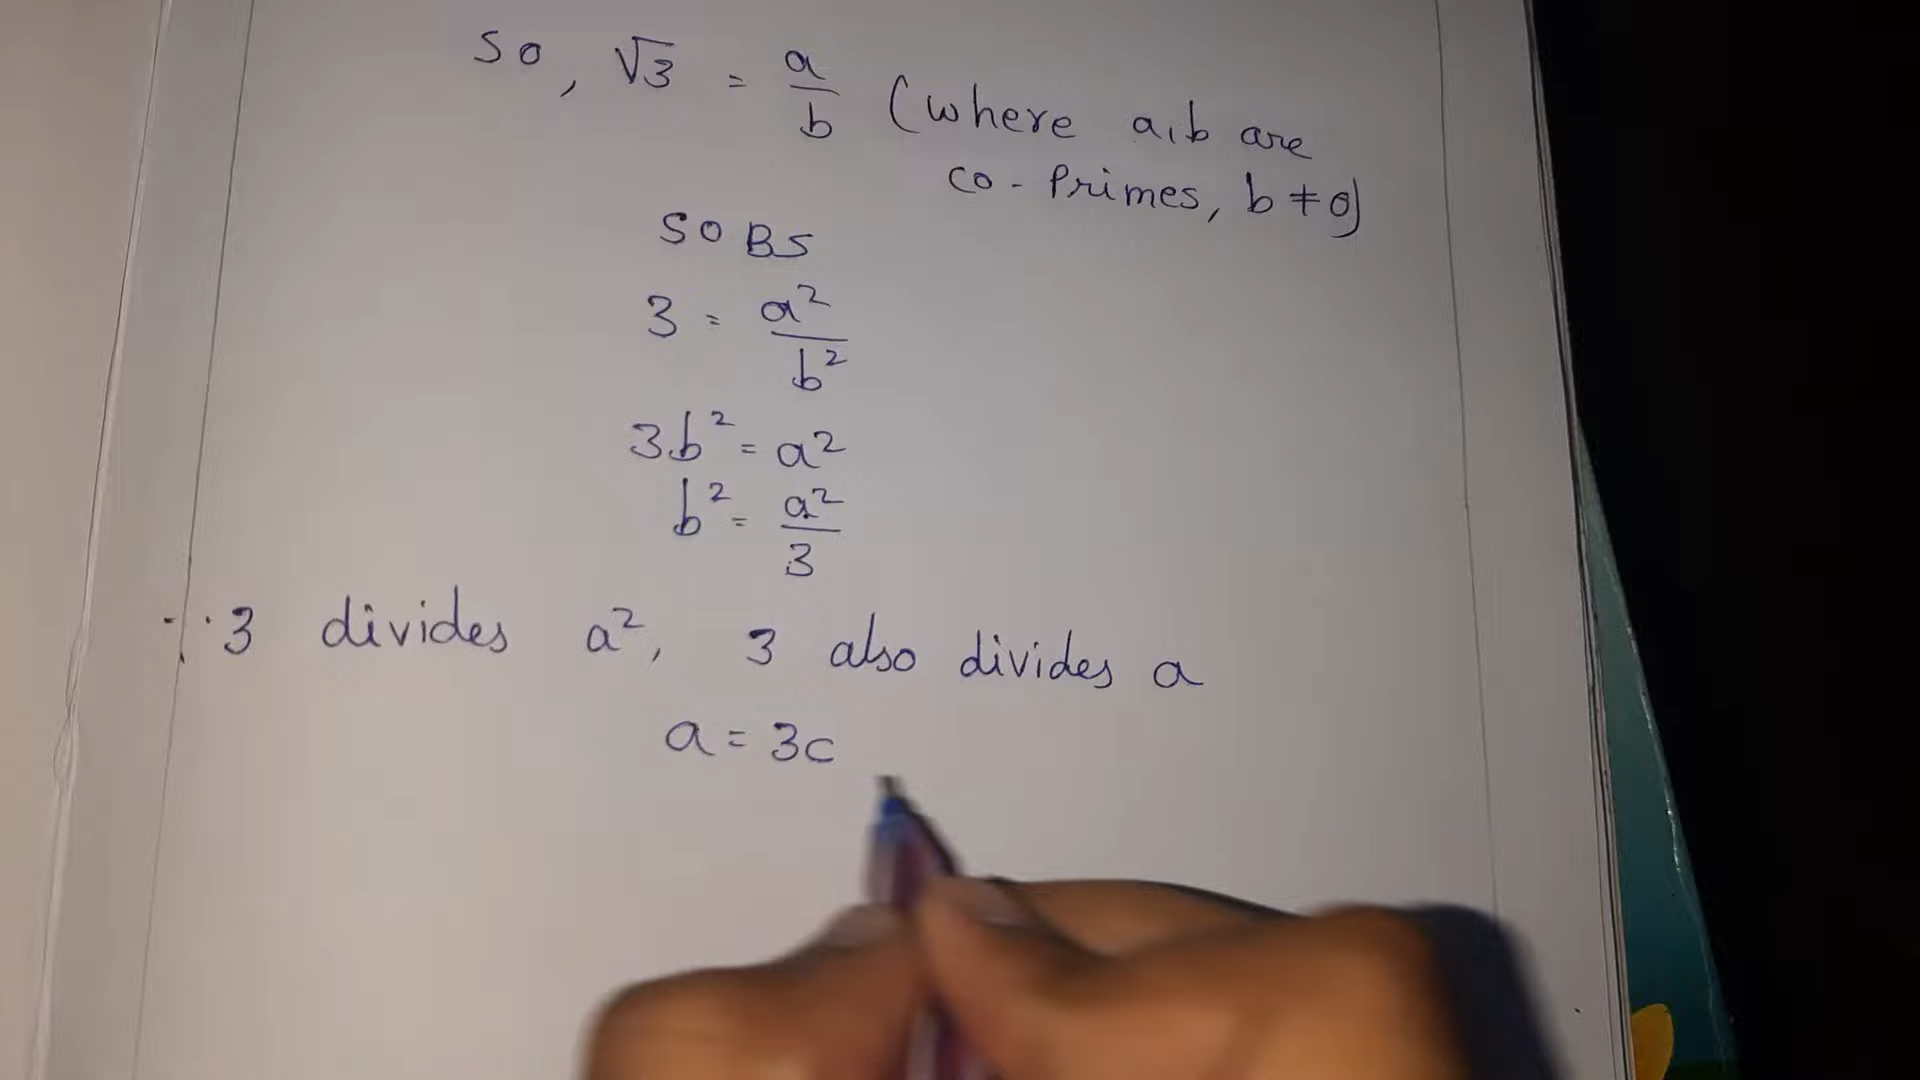 So, √3 = a/b (where a,b are
co-Primes, b ≠ 0)
SOBS
3 = a²/b²
3b² = a²
b² = a²/3
∵ 3 divides a², 3 also divides a
a = 3c